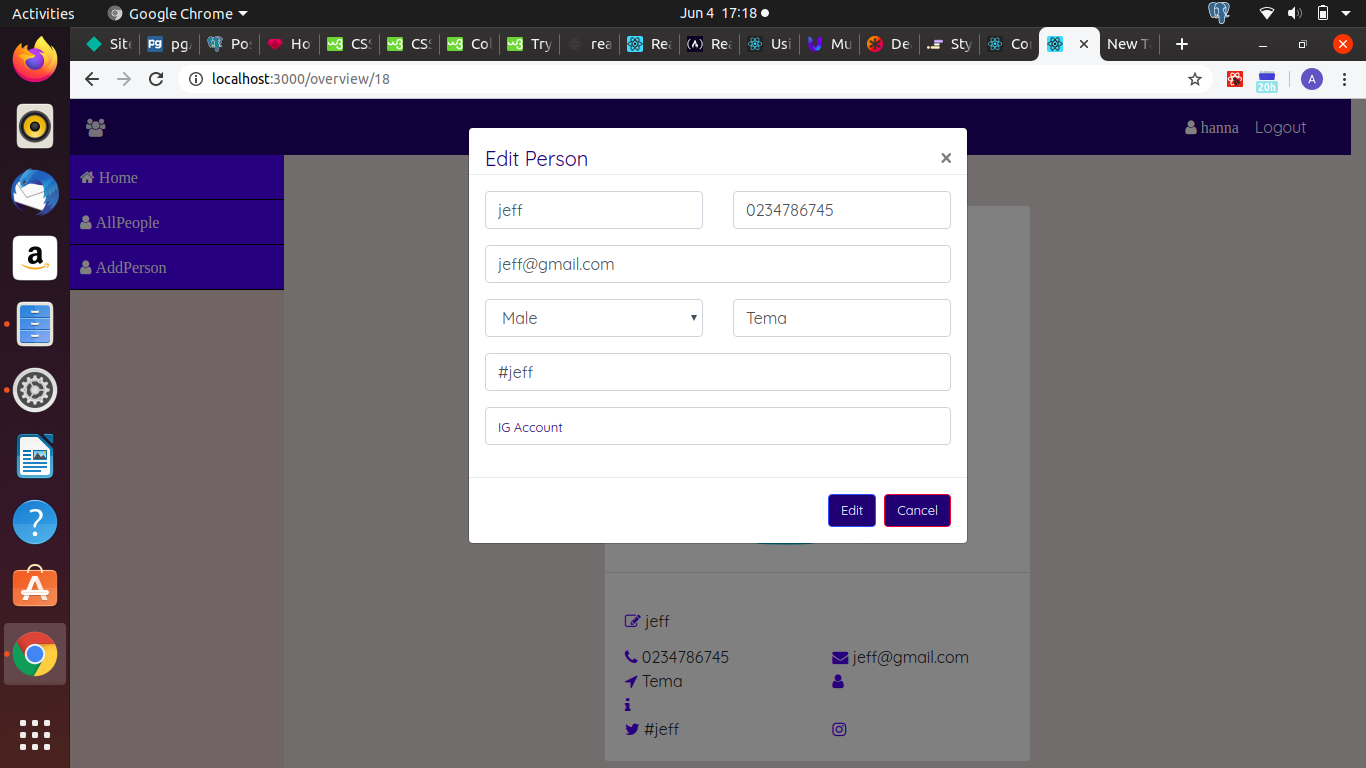 Activities Google Chrome Jun 4 17:18
Site pgA Pos Ho CSS CSS Col Try rea Rea Rea Usi Mu De Sty Cor New T
localhost:3000/overview/18 20h A
hanna Logout
Home
AllPeople
AddPerson
Edit Person ×
jeff 0234786745
jeff@gmail.com
Male Tema
#jeff
IG Account
Edit Cancel
jeff
0234786745 jeff@gmail.com
Tema
#jeff